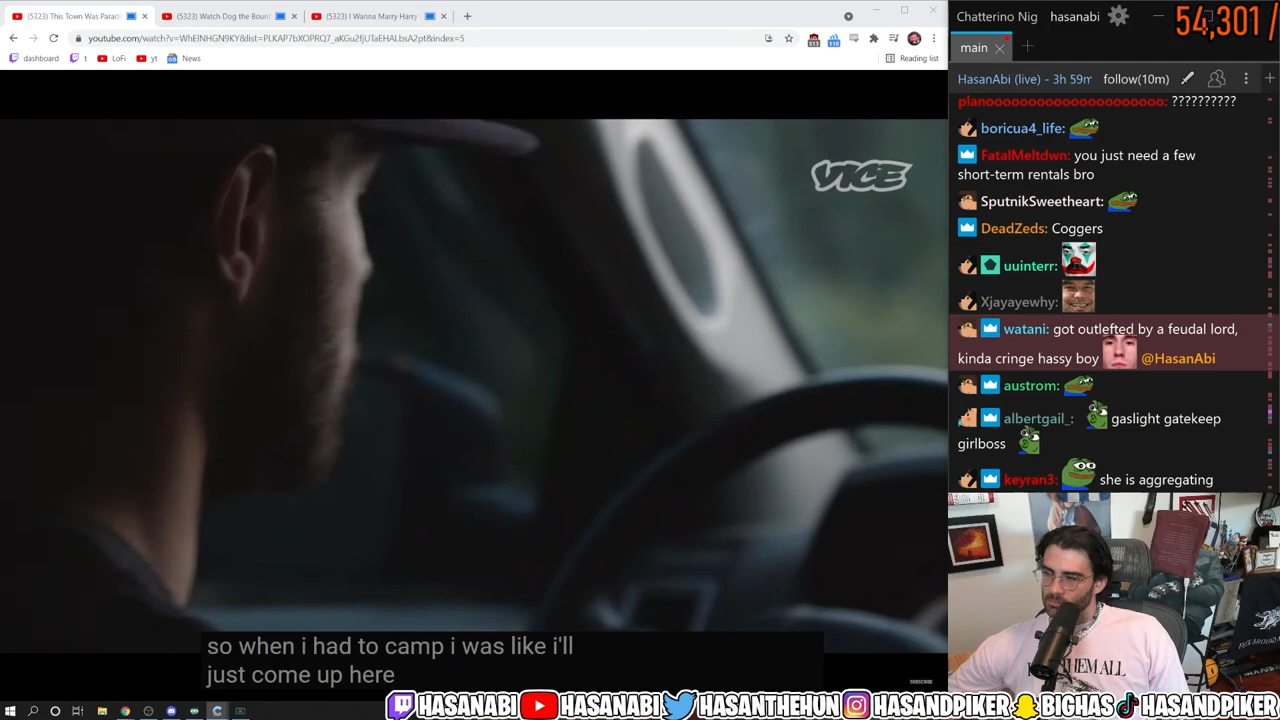 (5323) This Town Was Parad
(5323) Watch Dog the Boun
(5323) I Wanna Marry Harry
youtube.com/watch?v=WhElNHGN9KY&list=PLKAP7bXOPRQ7_aKGu2fjUTaEHALbsA2pt&index=5
dashboard
t
LoFi
yt
News
Reading list
VICE
so when i had to camp i was like i'll
just come up here
SUBSCRIBE
Chatterino Nig
hasanabi
54,301 /
main
HasanAbi (live) - 3h 59m
follow(10m)
planooooooooooooooooooooo: ??????????
boricua4_life:
FatalMeltdwn: you just need a few
short-term rentals bro
SputnikSweetheart:
DeadZeds: Coggers
uuinterr:
Xjayayewhy:
watani: got outlefted by a feudal lord,
kinda cringe hassy boy @HasanAbi
austrom:
albertgail_: gaslight gatekeep
girlboss
keyran3: she is aggregating
HASANABI
HASANABI
HASANTHEHUN
HASANDPIKER
BIGHAS
HASANDPIKER